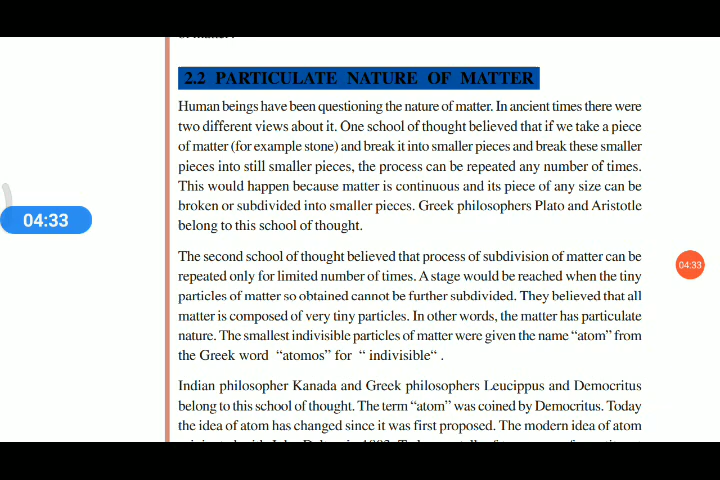 2.2 PARTICULATE NATURE OF MATTER
Human beings have been questioning the nature of matter. In ancient times there were
two different views about it. One school of thought believed that if we take a piece
of matter (for example stone) and break it into smaller pieces and break these smaller
pieces into still smaller pieces, the process can be repeated any number of times.
This would happen because matter is continuous and its piece of any size can be
broken or subdivided into smaller pieces. Greek philosophers Plato and Aristotle
belong to this school of thought.
04:33
The second school of thought believed that process of subdivision of matter can be
repeated only for limited number of times. A stage would be reached when the tiny
04:33
particles of matter so obtained cannot be further subdivided. They believed that all
matter is composed of very tiny particles. In other words, the matter has particulate
nature. The smallest indivisible particles of matter were given the name “atom” from
the Greek word “atomos” for “ indivisible“ .
Indian philosopher Kanada and Greek philosophers Leucippus and Democritus
belong to this school of thought. The term “atom” was coined by Democritus. Today
the idea of atom has changed since it was first proposed. The modern idea of atom